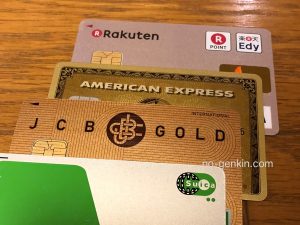 Rakuten
R
POINT
楽天
Edy
AMERICAN EXPRESS
INTERNATIONAL
JCB GOLD
no-genkin.com
Suica